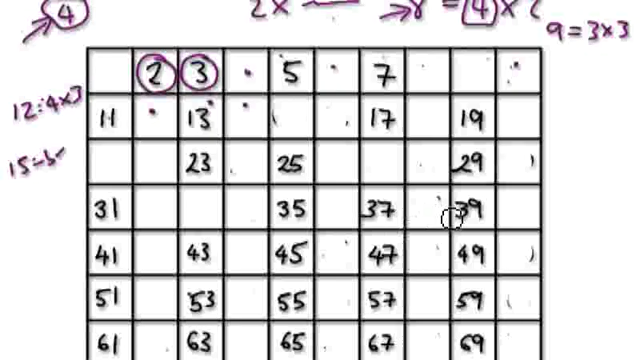 4
2x
8 = 4 x 2
9 = 3 x 3
2 3 5 7
12 = 4 x 3
11 13 17 19
23 25 29
31 35 37 39
41 43 45 47 49
51 53 55 57 59
61 63 65 67 69